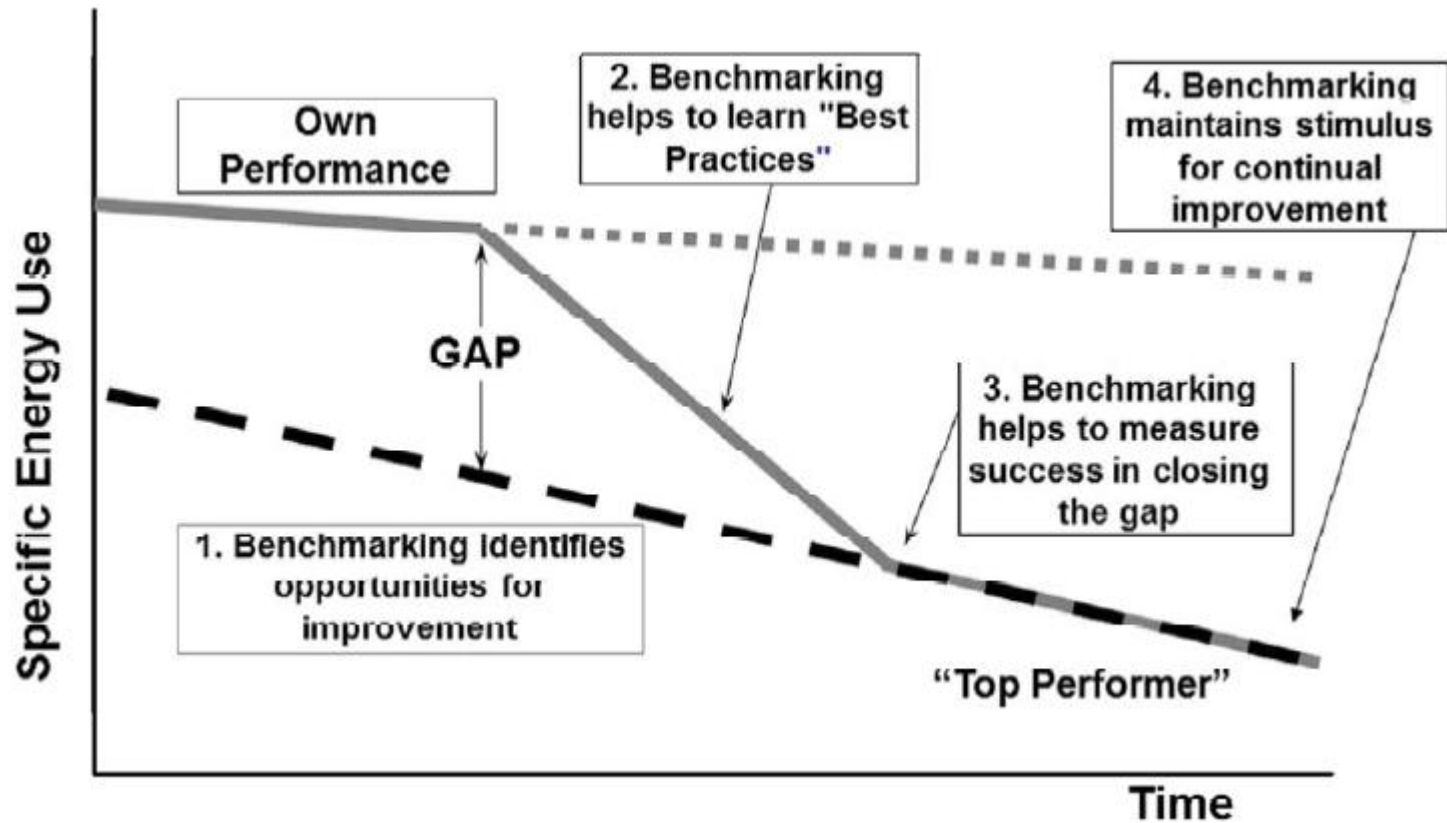 Own
Performance
2. Benchmarking
helps to learn "Best
Practices"
4. Benchmarking
maintains stimulus
for continual
improvement
GAP
3. Benchmarking
helps to measure
success in closing
the gap
1. Benchmarking identifies
opportunities for
improvement
“Top Performer”
Specific Energy Use
Time